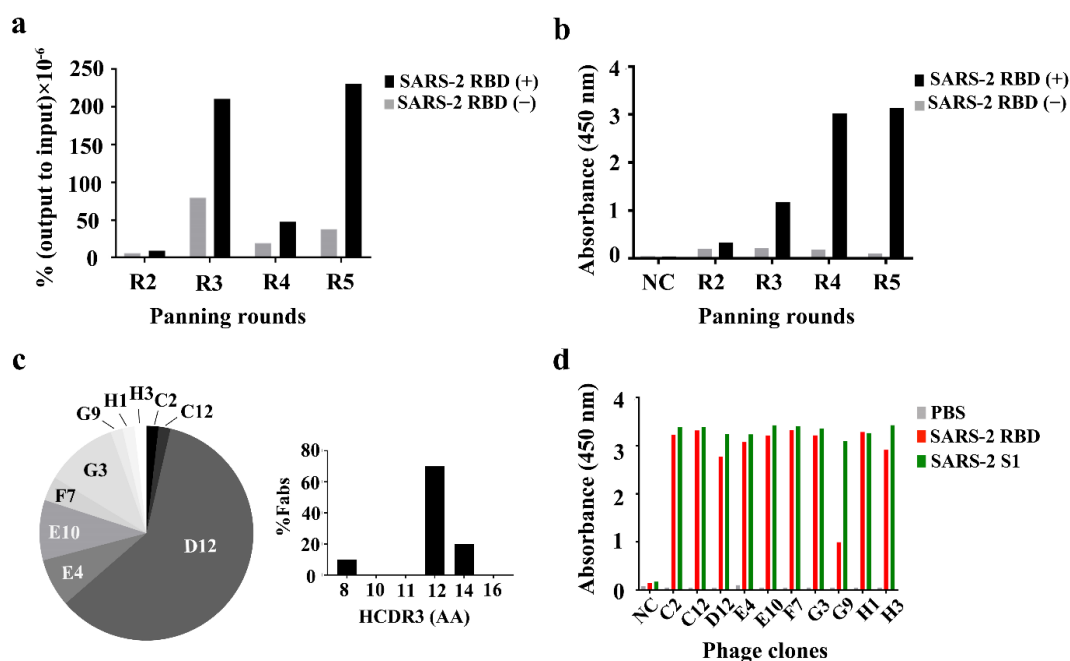 a
% (output to input)×10⁻⁶
250
200
150
100
50
0
R2 R3 R4 R5
Panning rounds
SARS-2 RBD (+)
SARS-2 RBD (−)
b
Absorbance (450 nm)
4
3
2
1
0
NC R2 R3 R4 R5
Panning rounds
SARS-2 RBD (+)
SARS-2 RBD (−)
c
G9 H1 H3 C2 C12
G3
F7
E10
E4
D12
%Fabs
80
60
40
20
0
8 10 11 12 14 16
HCDR3 (AA)
d
Absorbance (450 nm)
4
3
3
1
0
NC C2 C12 D12 E4 E10 F7 G3 G9 H1 H3
Phage clones
PBS
SARS-2 RBD
SARS-2 S1